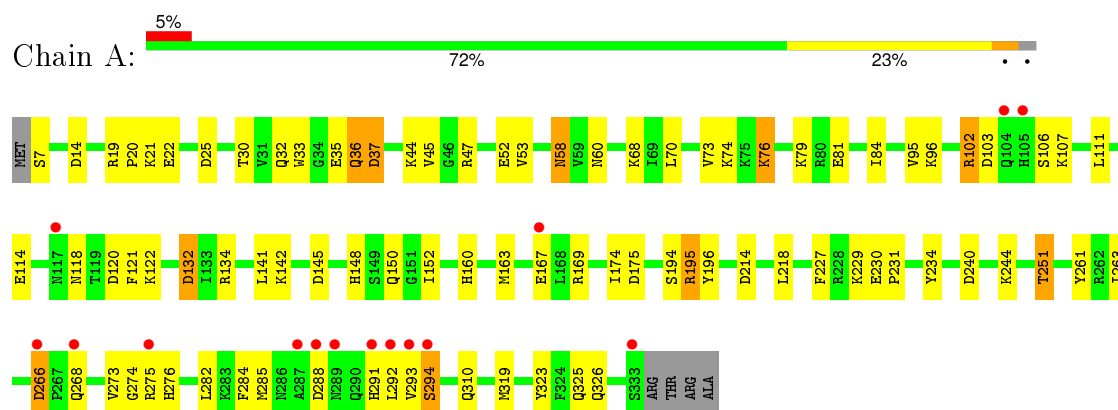 5%
Chain A:
72% 23% • •
MET S7 D14 R19 P20 K21 E22 D25 T30 V31 Q32 W33 G34 E35 Q36 D37 K44 V45 G46 R47 E52 V53 N58 V59 N60 K68 I69 L70 V73 K74 K75 K76 K79 R80 E81 I84 V95 K96 R102 D103 Q104 H105 S106 K107 L111
E114 N117 N118 T119 D120 F121 K122 D132 I133 R134 L141 K142 D145 H148 S149 Q150 G151 I152 H160 M163 E167 L168 R169 I174 D175 S194 R195 Y196 D214 L218 F227 R228 K229 E230 P231 Y234 D240 K244 T251 Y261 R262
D266 P267 Q268 V273 G274 R275 H276 L282 K283 F284 M285 N286 A287 D288 N289 Q290 H291 L292 V293 S294 Q310 M319 Y323 F324 Q325 Q326 S333 ARG THR ARG ALA